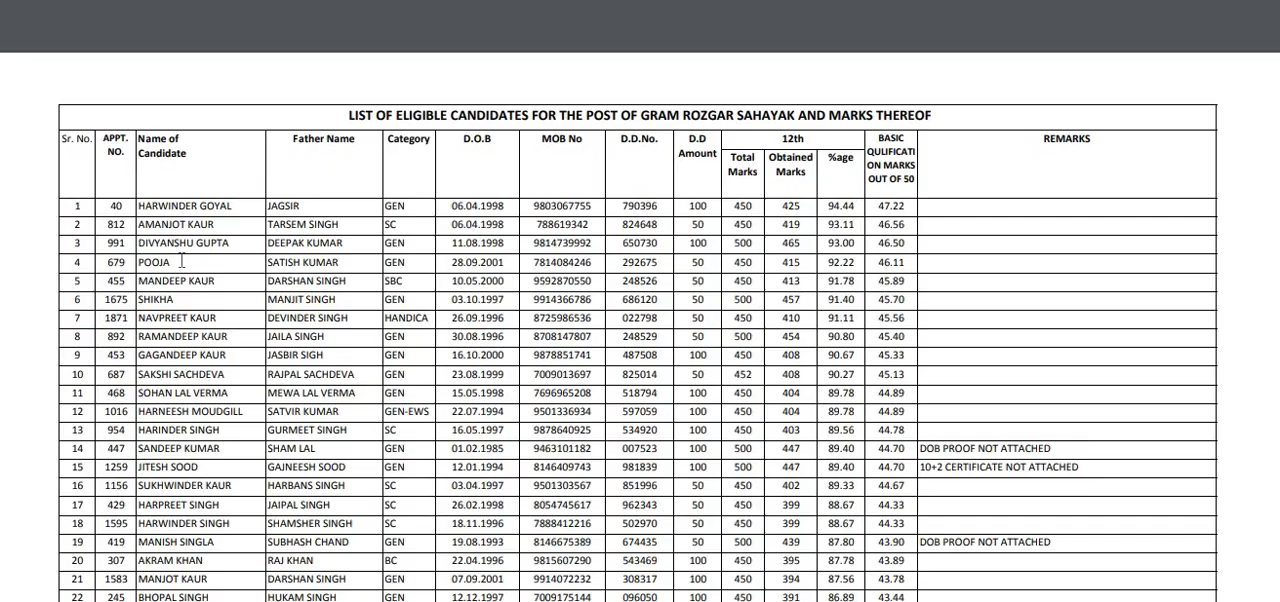 LIST OF ELIGIBLE CANDIDATES FOR THE POST OF GRAM ROZGAR SAHAYAK AND MARKS THEREOF
Sr. No. APPT. NO. Name of Candidate Father Name Category D.O.B MOB No D.D.No. D.D Amount 12th Total Marks Obtained Marks %age BASIC QULIFICATI ON MARKS OUT OF 50 REMARKS
1 40 HARWINDER GOYAL JAGSIR GEN 06.04.1998 9803067755 790396 100 450 425 94.44 47.22
2 812 AMANJOT KAUR TARSEM SINGH SC 06.04.1998 788619342 824648 50 450 419 93.11 46.56
3 991 DIVYANSHU GUPTA DEEPAK KUMAR GEN 11.08.1998 9814739992 650730 100 500 465 93.00 46.50
4 679 POOJA SATISH KUMAR GEN 28.09.2001 7814084246 292675 50 450 415 92.22 46.11
5 455 MANDEEP KAUR DARSHAN SINGH SBC 10.05.2000 9592870550 248526 50 450 413 91.78 45.89
6 1675 SHIKHA MANJIT SINGH GEN 03.10.1997 9914366786 686120 50 500 457 91.40 45.70
7 1871 NAVPREET KAUR DEVINDER SINGH HANDICA 26.09.1996 8725986536 022798 50 450 410 91.11 45.56
8 892 RAMANDEEP KAUR JAILA SINGH GEN 30.08.1996 8708147807 248529 50 500 454 90.80 45.40
9 453 GAGANDEEP KAUR JASBIR SIGH GEN 16.10.2000 9878851741 487508 100 450 408 90.67 45.33
10 687 SAKSHI SACHDEVA RAJPAL SACHDEVA GEN 23.08.1999 7009013697 825014 50 452 408 90.27 45.13
11 468 SOHAN LAL VERMA MEWA LAL VERMA GEN 15.05.1998 7696965208 518794 100 450 404 89.78 44.89
12 1016 HARNEESH MOUDGILL SATVIR KUMAR GEN-EWS 22.07.1994 9501336934 597059 100 450 404 89.78 44.89
13 954 HARINDER SINGH GURMEET SINGH SC 16.05.1997 9878640925 534920 100 450 403 89.56 44.78
14 447 SANDEEP KUMAR SHAM LAL GEN 01.02.1985 9463101182 007523 100 500 447 89.40 44.70 DOB PROOF NOT ATTACHED
15 1259 JITESH SOOD GAJNEESH SOOD GEN 12.01.1994 8146409743 981839 100 500 447 89.40 44.70 10+2 CERTIFICATE NOT ATTACHED
16 1156 SUKHWINDER KAUR HARBANS SINGH SC 03.04.1997 9501303567 851996 50 450 402 89.33 44.67
17 429 HARPREET SINGH JAIPAL SINGH SC 26.02.1998 8054745617 962343 50 450 399 88.67 44.33
18 1595 HARWINDER SINGH SHAMSHER SINGH SC 18.11.1996 7888412216 502970 50 450 399 88.67 44.33
19 419 MANISH SINGLA SUBHASH CHAND GEN 19.08.1993 8146675389 674435 50 500 439 87.80 43.90 DOB PROOF NOT ATTACHED
20 307 AKRAM KHAN RAJ KHAN BC 22.04.1996 9815607290 543469 100 450 395 87.78 43.89
21 1583 MANJOT KAUR DARSHAN SINGH GEN 07.09.2001 9914072232 308317 100 450 394 87.56 43.78
22 245 BHOPAL SINGH HUKAM SINGH GEN 12.12.1997 7009175144 096050 100 450 391 86.89 43.44